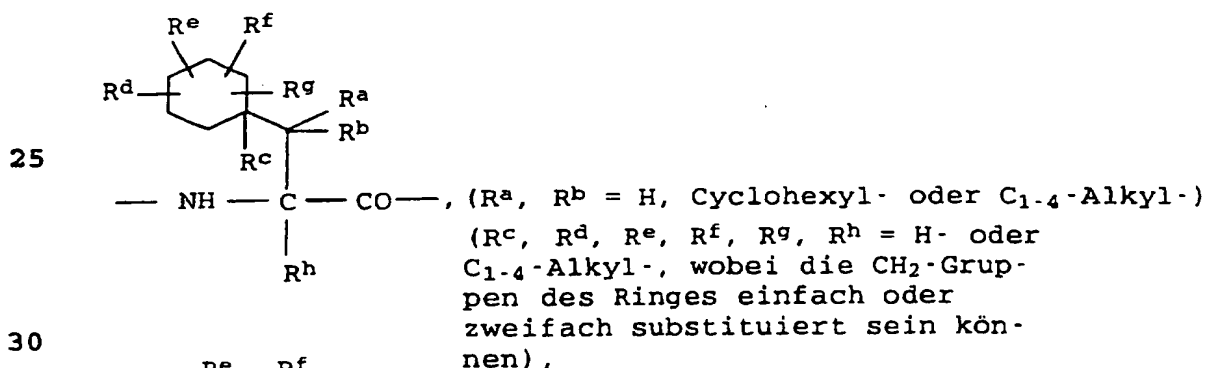 Re Rf
Rd Rg Ra
Rb
Rc
25
— NH — C — CO —, (Ra, Rb = H, Cyclohexyl- oder C1-4-Alkyl-)
(Rc, Rd, Re, Rf, Rg, Rh = H- oder
Rh
C1-4-Alkyl-, wobei die CH2-Grup-
pen des Ringes einfach oder
zweifach substituiert sein kön-
30
nen),